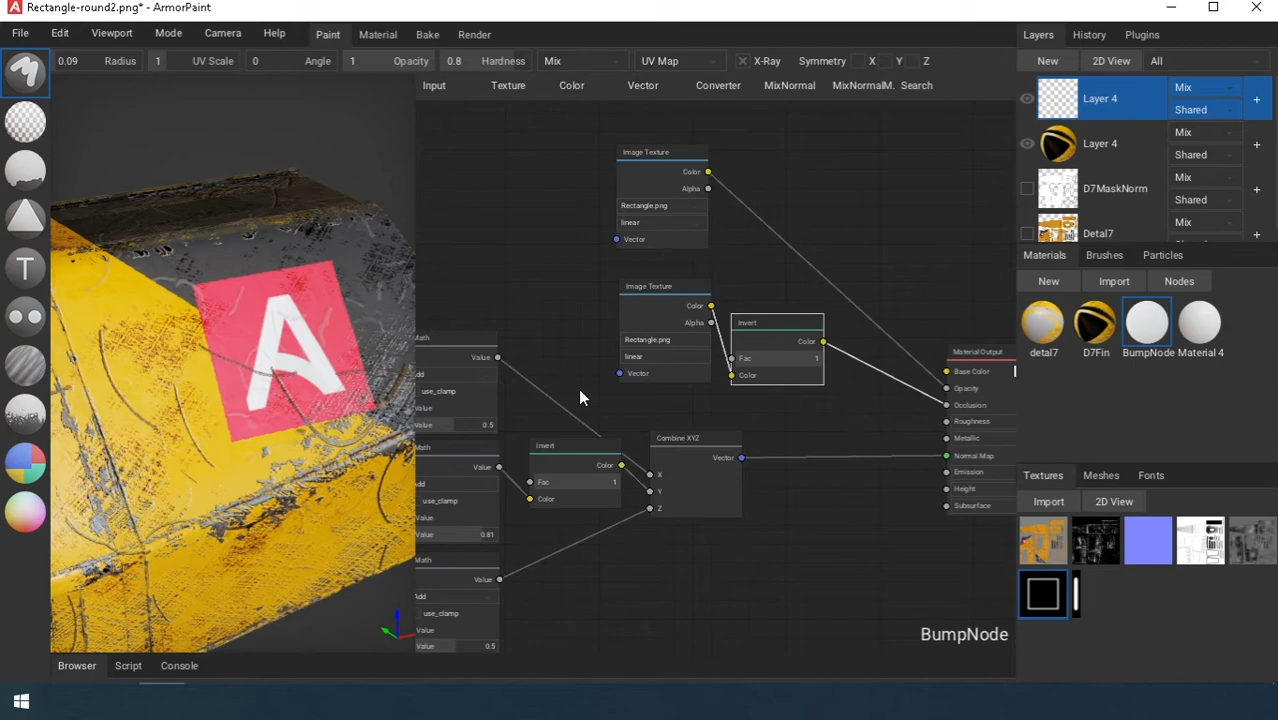 Rectangle-round2.png* - ArmorPaint
File Edit Viewport Mode Camera Help Paint Material Bake Render
0.09 Radius 1 UV Scale 0 Angle 1 Opacity 0.8 Hardness Mix UV Map X-Ray Symmetry X Y Z
Input Texture Color Vector Converter MixNormal MixNormalM. Search
Image Texture
Color
Alpha
Rectangle.png
linear
Vector
Image Texture
Color
Alpha
Rectangle.png
linear
Vector
Invert
Color
Fac 1
Color
Math
Value
Add
use_clamp
Value
Value 0.5
Math
Value
Add
use_clamp
Value
Value 0.81
Math
Value
Add
use_clamp
Value
Value 0.5
Invert
Color
Fac 1
Color
Combine XYZ
Vector
X
Y
Z
Material Output
Base Color
Opacity
Occlusion
Roughness
Metallic
Normal Map
Emission
Height
Subsurface
BumpNode
A
Layers History Plugins
New 2D View All
Layer 4 Mix
Shared
+
Layer 4 Mix
Shared
+
D7MaskNorm Mix
Shared
+
Detal7 Mix
+
Materials Brushes Particles
New Import Nodes
detal7 D7Fin BumpNode Material 4
Textures Meshes Fonts
Import 2D View
Browser Script Console